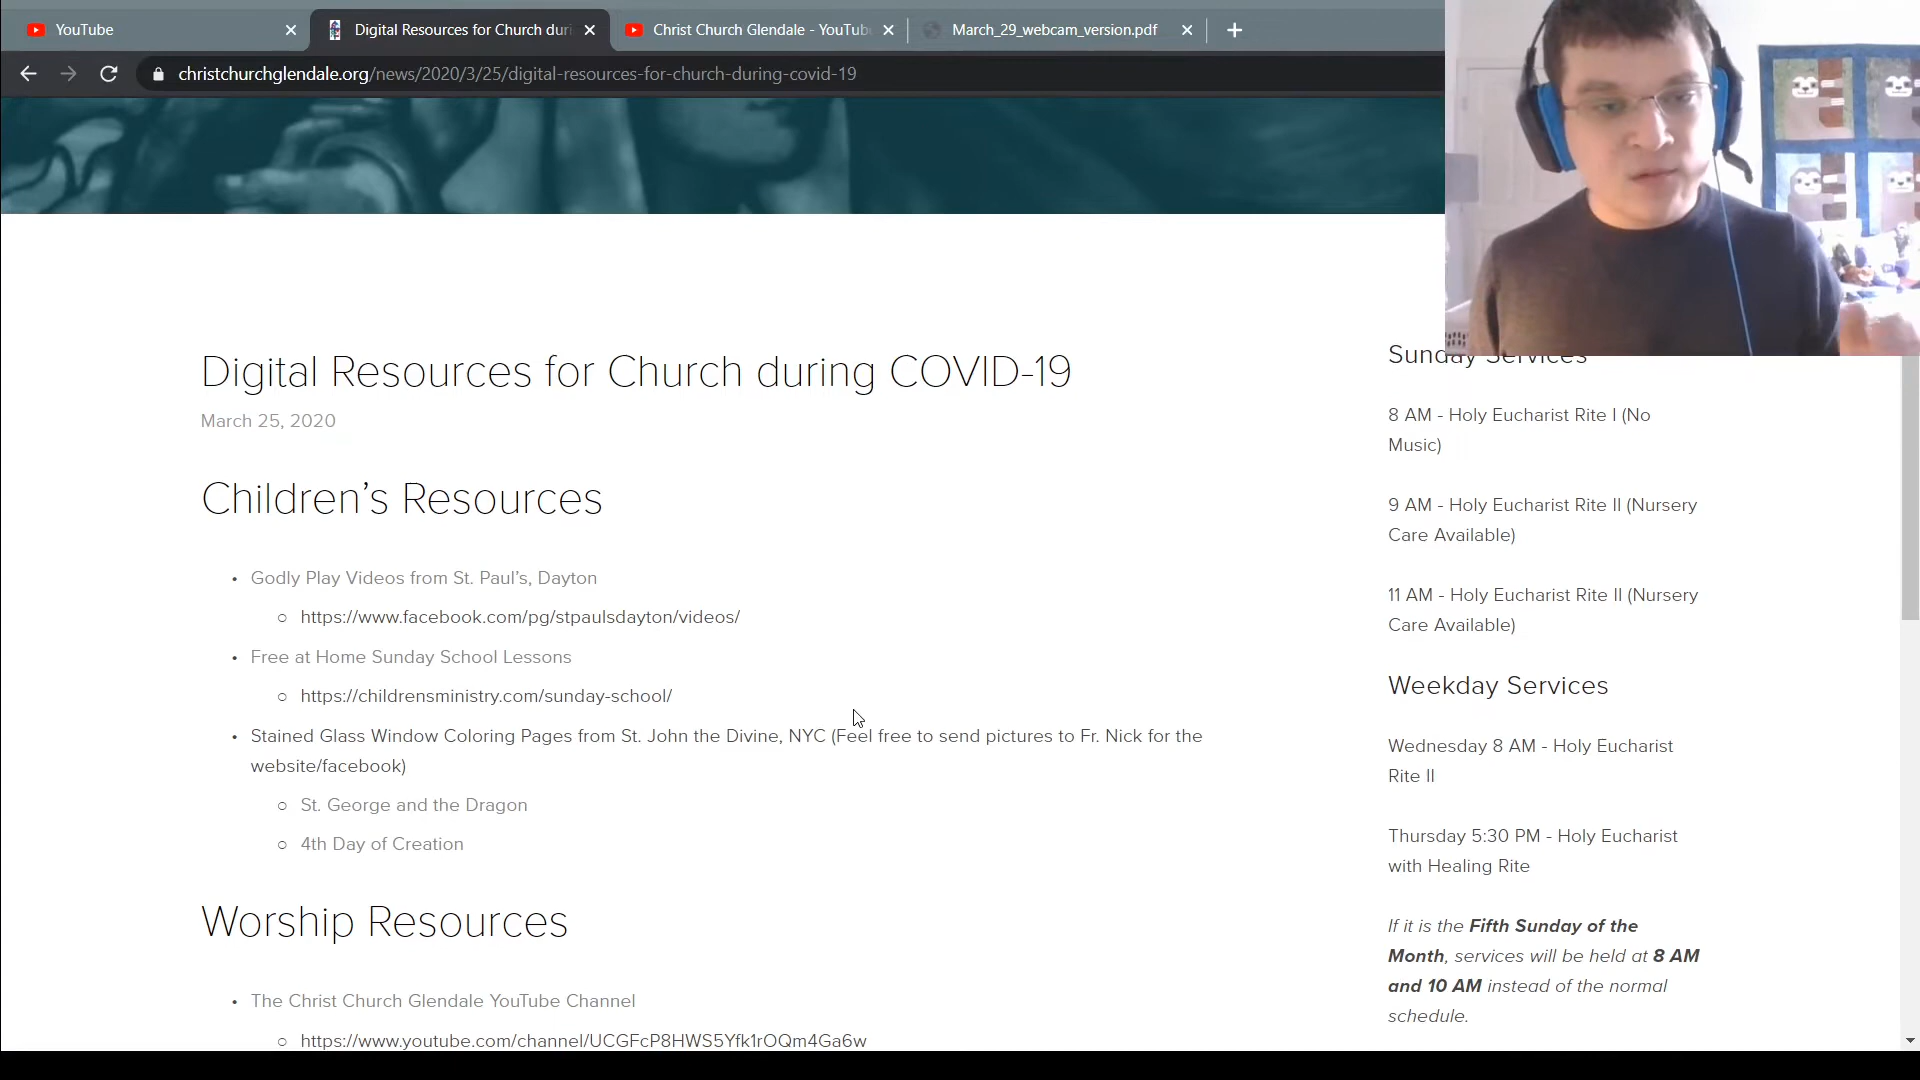 YouTube
Digital Resources for Church duri
Christ Church Glendale - YouTub
March_29_webcam_version.pdf
christchurchglendale.org/news/2020/3/25/digital-resources-for-church-during-covid-19
Digital Resources for Church during COVID-19
March 25, 2020
Children’s Resources
• Godly Play Videos from St. Paul’s, Dayton
○ https://www.facebook.com/pg/stpaulsdayton/videos/
• Free at Home Sunday School Lessons
○ https://childrensministry.com/sunday-school/
• Stained Glass Window Coloring Pages from St. John the Divine, NYC (Feel free to send pictures to Fr. Nick for the
website/facebook)
○ St. George and the Dragon
○ 4th Day of Creation
Worship Resources
• The Christ Church Glendale YouTube Channel
○ https://www.youtube.com/channel/UCGFcP8HWS5Yfk1rOQm4Ga6w
Sunday Services
8 AM - Holy Eucharist Rite I (No
Music)
9 AM - Holy Eucharist Rite II (Nursery
Care Available)
11 AM - Holy Eucharist Rite II (Nursery
Care Available)
Weekday Services
Wednesday 8 AM - Holy Eucharist
Rite II
Thursday 5:30 PM - Holy Eucharist
with Healing Rite
If it is the Fifth Sunday of the
Month, services will be held at 8 AM
and 10 AM instead of the normal
schedule.